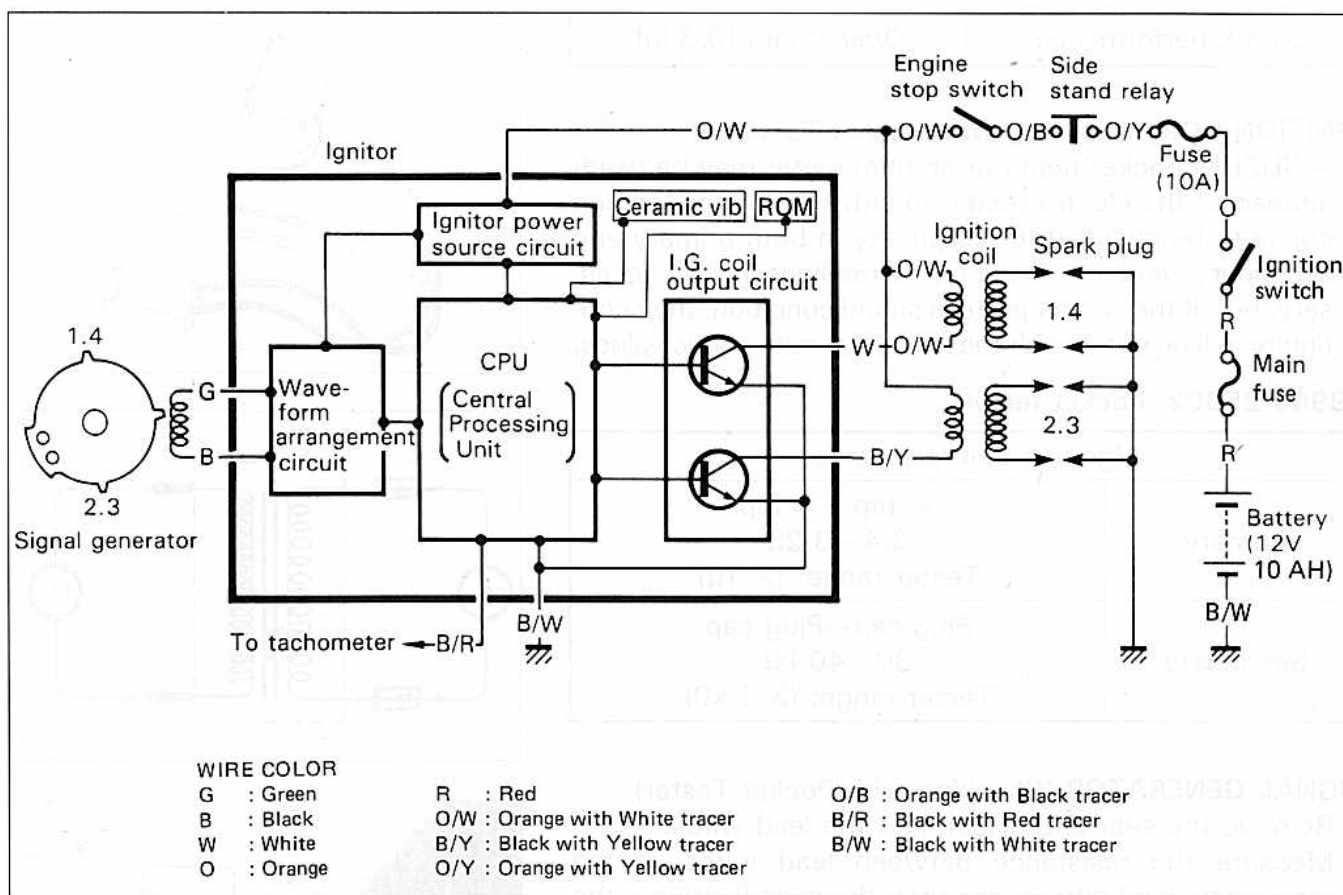 Engine stop switch
Side stand relay
O/W
O/W
O/B
O/Y
Fuse (10A)
Ignitor
Ignitor power source circuit
Ceramic vib
ROM
I.G. coil output circuit
Ignition coil
Spark plug
O/W
1.4
Ignition switch
R
W
O/W
Main fuse
1.4
G
B
Wave-
form
arrangement
circuit
CPU
Central
Processing
Unit
2.3
B/Y
R
2.3
Signal generator
Battery
(12V
10 AH)
B/W
To tachometer
B/R
B/W
WIRE COLOR
G : Green
B : Black
W : White
O : Orange
R : Red
O/W : Orange with White tracer
B/Y : Black with Yellow tracer
O/Y : Orange with Yellow tracer
O/B : Orange with Black tracer
B/R : Black with Red tracer
B/W : Black with White tracer